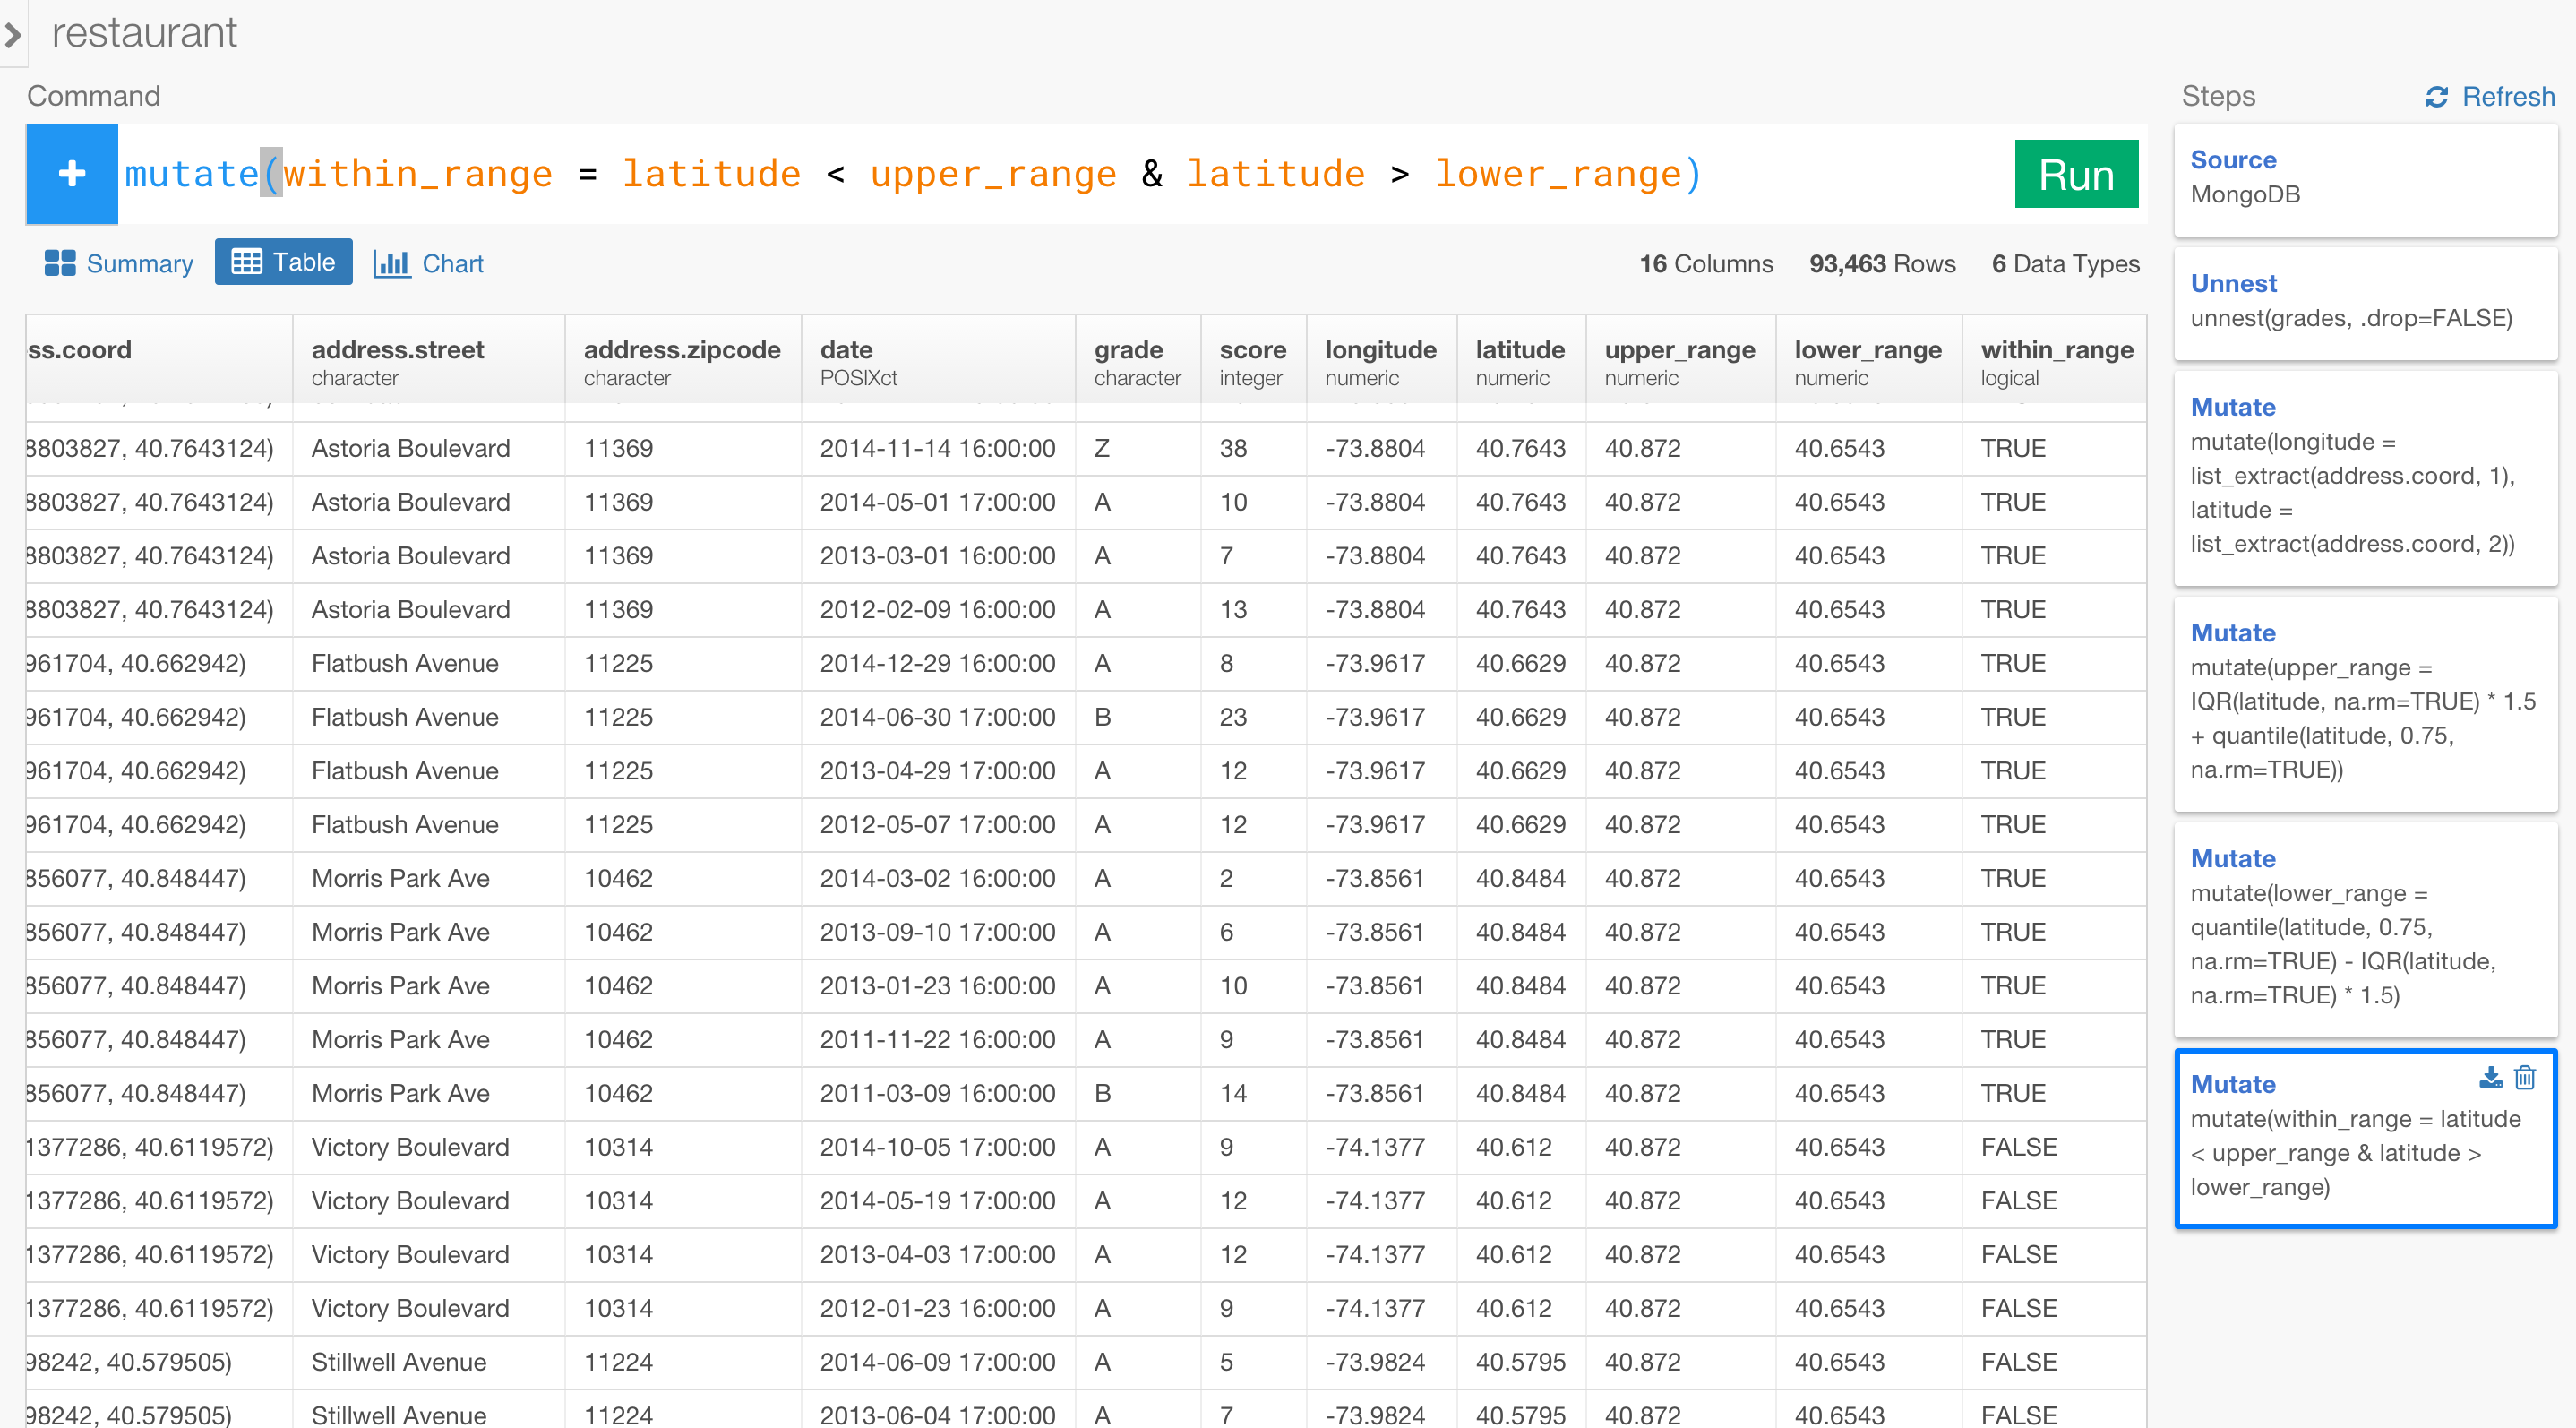 restaurant
Command
mutate(within_range = latitude < upper_range & latitude > lower_range)
Run
Summary Table Chart
16 Columns 93,463 Rows 6 Data Types
ss.coord address.street address.zipcode date grade score longitude latitude upper_range lower_range within_range
character character POSIXct character integer numeric numeric numeric numeric logical
8803827, 40.7643124) Astoria Boulevard 11369 2014-11-14 16:00:00 Z 38 -73.8804 40.7643 40.872 40.6543 TRUE
8803827, 40.7643124) Astoria Boulevard 11369 2014-05-01 17:00:00 A 10 -73.8804 40.7643 40.872 40.6543 TRUE
8803827, 40.7643124) Astoria Boulevard 11369 2013-03-01 16:00:00 A 7 -73.8804 40.7643 40.872 40.6543 TRUE
8803827, 40.7643124) Astoria Boulevard 11369 2012-02-09 16:00:00 A 13 -73.8804 40.7643 40.872 40.6543 TRUE
961704, 40.662942) Flatbush Avenue 11225 2014-12-29 16:00:00 A 8 -73.9617 40.6629 40.872 40.6543 TRUE
961704, 40.662942) Flatbush Avenue 11225 2014-06-30 17:00:00 B 23 -73.9617 40.6629 40.872 40.6543 TRUE
961704, 40.662942) Flatbush Avenue 11225 2013-04-29 17:00:00 A 12 -73.9617 40.6629 40.872 40.6543 TRUE
961704, 40.662942) Flatbush Avenue 11225 2012-05-07 17:00:00 A 12 -73.9617 40.6629 40.872 40.6543 TRUE
856077, 40.848447) Morris Park Ave 10462 2014-03-02 16:00:00 A 2 -73.8561 40.8484 40.872 40.6543 TRUE
856077, 40.848447) Morris Park Ave 10462 2013-09-10 17:00:00 A 6 -73.8561 40.8484 40.872 40.6543 TRUE
856077, 40.848447) Morris Park Ave 10462 2013-01-23 16:00:00 A 10 -73.8561 40.8484 40.872 40.6543 TRUE
856077, 40.848447) Morris Park Ave 10462 2011-11-22 16:00:00 A 9 -73.8561 40.8484 40.872 40.6543 TRUE
856077, 40.848447) Morris Park Ave 10462 2011-03-09 16:00:00 B 14 -73.8561 40.8484 40.872 40.6543 TRUE
1377286, 40.6119572) Victory Boulevard 10314 2014-10-05 17:00:00 A 9 -74.1377 40.612 40.872 40.6543 FALSE
1377286, 40.6119572) Victory Boulevard 10314 2014-05-19 17:00:00 A 12 -74.1377 40.612 40.872 40.6543 FALSE
1377286, 40.6119572) Victory Boulevard 10314 2013-04-03 17:00:00 A 12 -74.1377 40.612 40.872 40.6543 FALSE
1377286, 40.6119572) Victory Boulevard 10314 2012-01-23 16:00:00 A 9 -74.1377 40.612 40.872 40.6543 FALSE
98242, 40.579505) Stillwell Avenue 11224 2014-06-09 17:00:00 A 5 -73.9824 40.5795 40.872 40.6543 FALSE
98242, 40.579505) Stillwell Avenue 11224 2013-06-04 17:00:00 A 7 -73.9824 40.5795 40.872 40.6543 FALSE
Steps Refresh
Source
MongoDB
Unnest
unnest(grades, .drop=FALSE)
Mutate
mutate(longitude =
list_extract(address.coord, 1),
latitude =
list_extract(address.coord, 2))
Mutate
mutate(upper_range =
IQR(latitude, na.rm=TRUE) * 1.5
+ quantile(latitude, 0.75,
na.rm=TRUE))
Mutate
mutate(lower_range =
quantile(latitude, 0.75,
na.rm=TRUE) - IQR(latitude,
na.rm=TRUE) * 1.5)
Mutate
mutate(within_range = latitude
< upper_range & latitude >
lower_range)